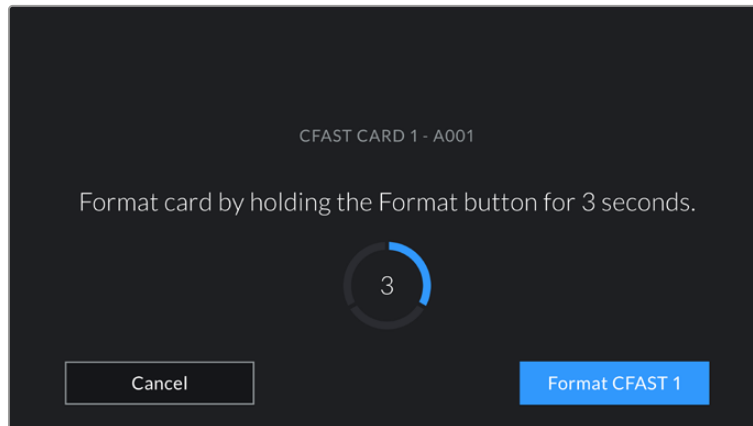 CFAST CARD 1 - A001
Format card by holding the Format button for 3 seconds.
3
Cancel
Format CFAST 1